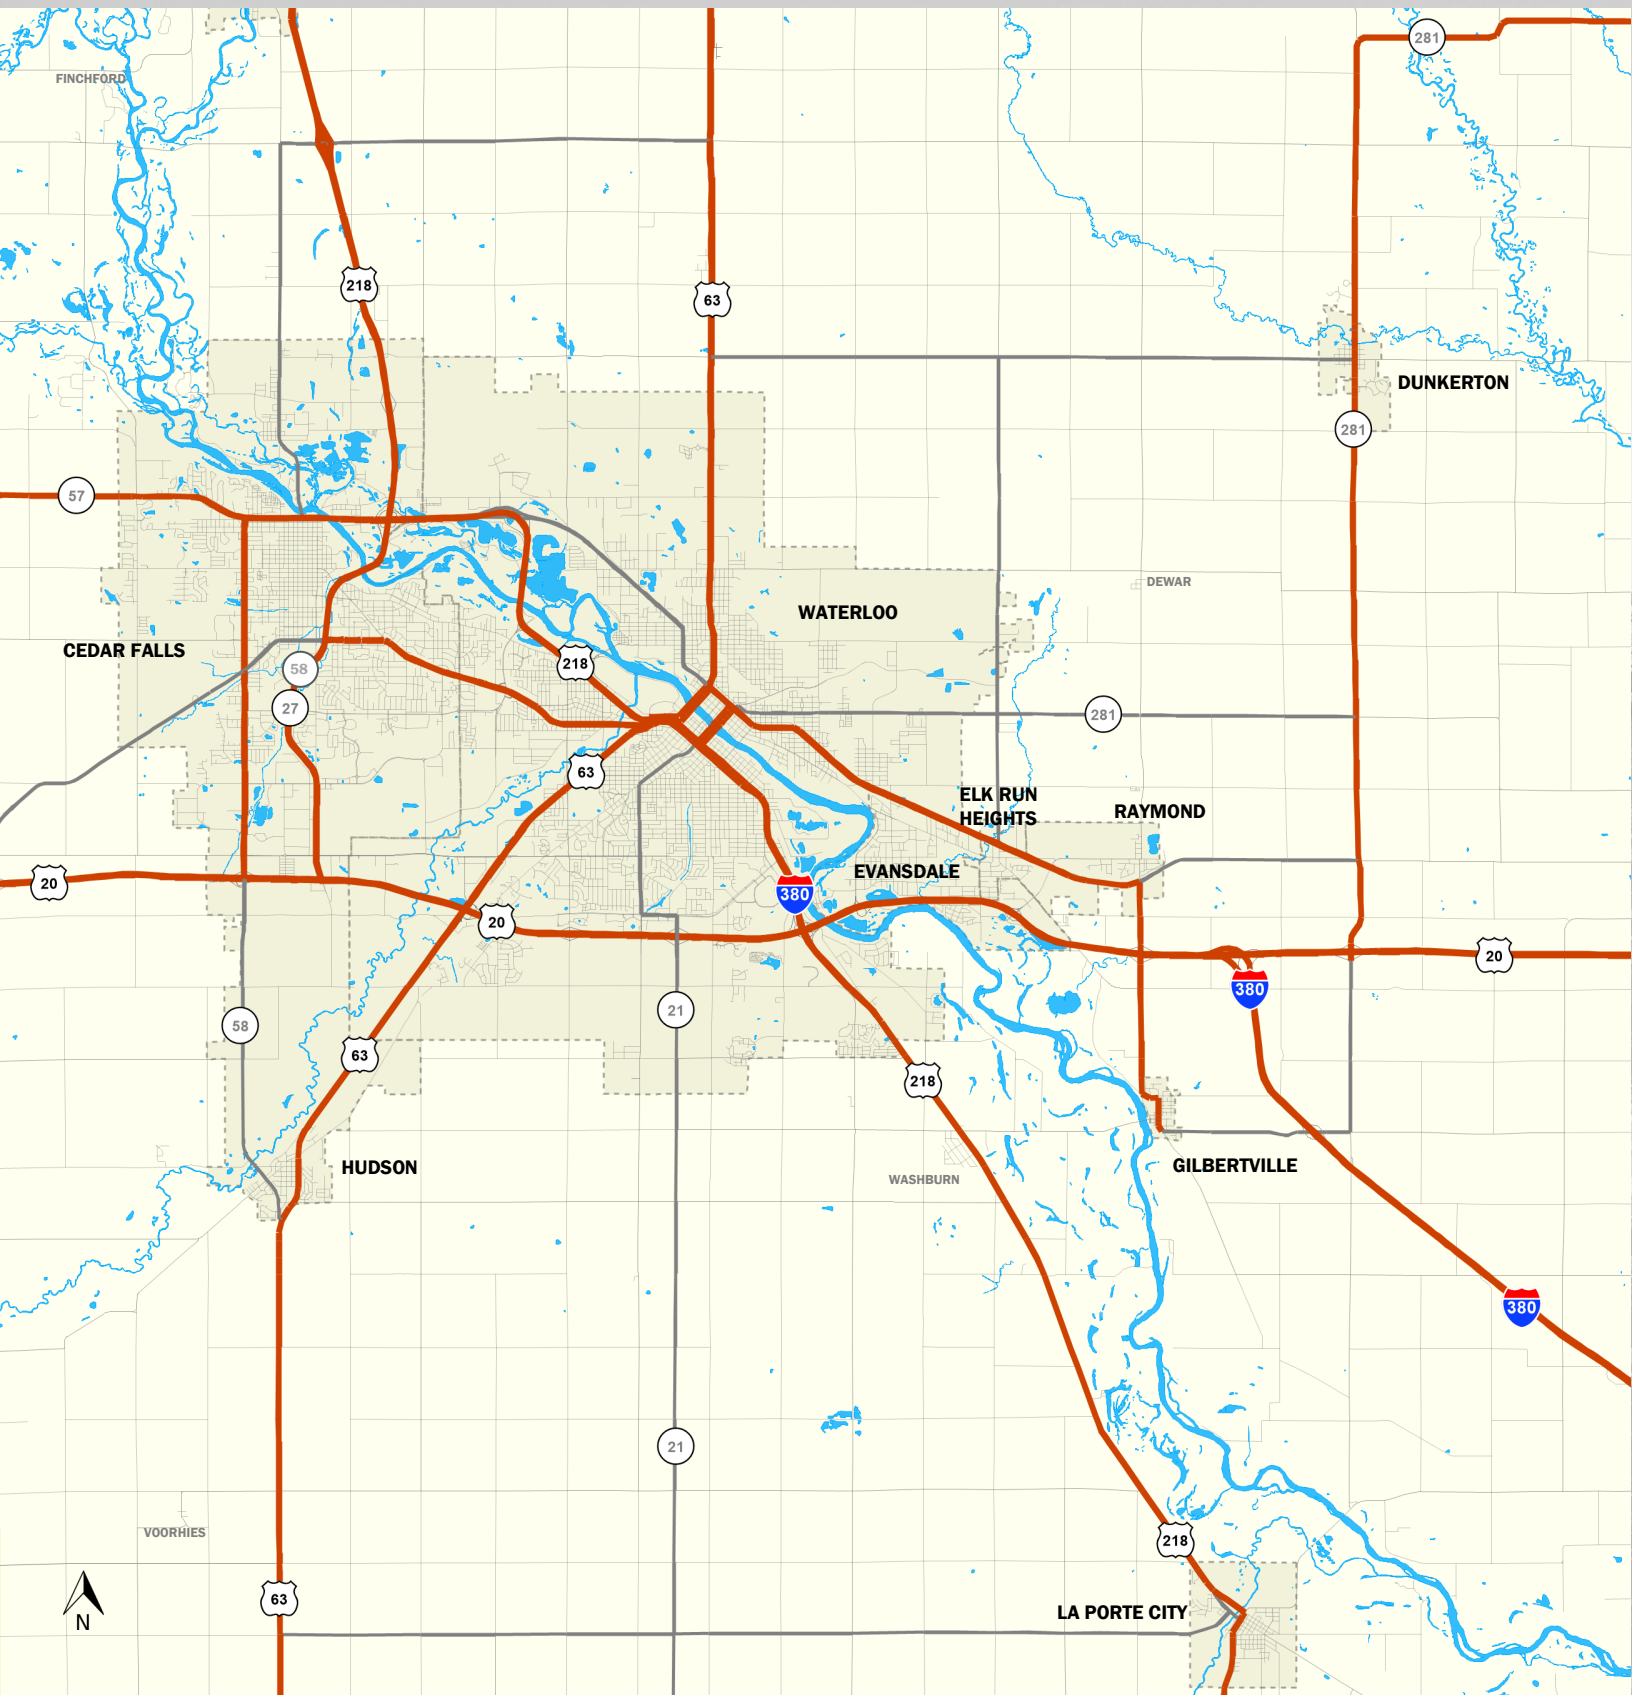 281
FINCHFORD
218
63
DUNKERTON
281
57
DEWAR
WATERLOO
CEDAR FALLS
218
58
27
281
63
ELK RUN
HEIGHTS
RAYMOND
EVANSDALE
20
380
20
20
380
21
58
63
218
HUDSON
GILBERTVILLE
WASHBURN
380
21
VOORHIES
218
63
LA PORTE CITY
N